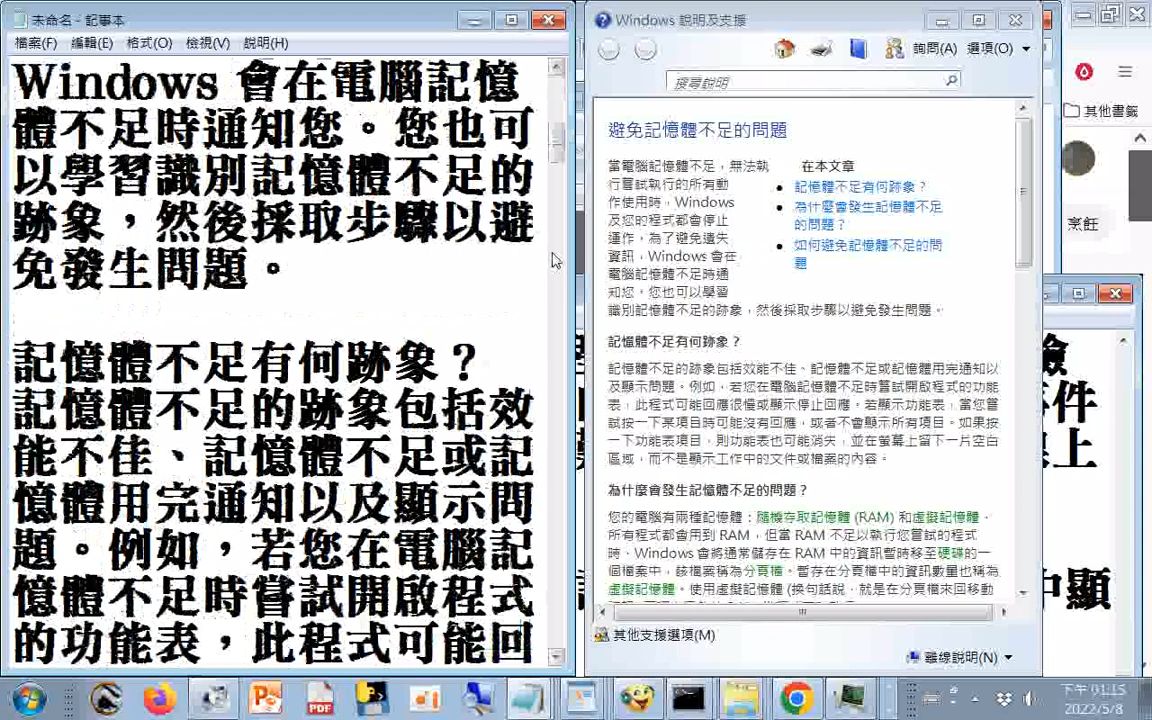 未命名 - 記事本
檔案(F) 編輯(E) 格式(O) 檢視(V) 說明(H)
Windows 會在電腦記憶
體不足時通知您。您也可
以學習識別記憶體不足的
跡象，然後採取步驟以避
免發生問題。
記憶體不足有何跡象？
記憶體不足的跡象包括效
能不佳、記憶體不足或記
憶體用完通知以及顯示問
題。例如，若您在電腦記
憶體不足時嘗試開啟程式
的功能表，此程式可能回
Windows 說明及支援
詢問(A) 選項(O)
搜尋說明
避免記憶體不足的問題
當電腦記憶體不足，無法執
行嘗試執行的所有動
作使用時，Windows
及您的程式都會停止
運作，為了避免遺失
資訊，Windows 會在
電腦記憶體不足時通
知您，您也可以學習
識別記憶體不足的跡象，然後採取步驟以避免發生問題。
在本文章
記憶體不足有何跡象？
為什麼會發生記憶體不足
的問題？
如何避免記憶體不足的問
題
記憶體不足有何跡象？
記憶體不足的跡象包括效能不佳、記憶體不足或記憶體用完通知以
及顯示問題。例如，若您在電腦記憶體不足時嘗試開啟程式的功能
表，此程式可能回應很慢或顯示停止回應，若顯示功能表，當您嘗
試按一下某項目時可能沒有回應，或者不會顯示所有項目。如果按
一下功能表項目，則功能表也可能消失，並在螢幕上留下一片空白
區域，而不是顯示工作中的文件或檔案的內容。
為什麼會發生記憶體不足的問題？
您的電腦有兩種記憶體：隨機存取記憶體 (RAM) 和虛擬記憶體、
所有程式都會用到 RAM，但當 RAM 不足以執行您嘗試的程式
時、Windows 會將通常儲存在 RAM 中的資訊暫時移至硬碟的一
個檔案中，該檔案稱為分頁檔。暫存在分頁檔中的資訊數量也稱為
虛擬記憶體。使用虛擬記憶體 (換句話說，就是在分頁檔來回移動
其他支援選項(M)
離線說明(N)
其他書籤
烹飪
件
上
中顯
PDF
下午 01:15
2022/5/8